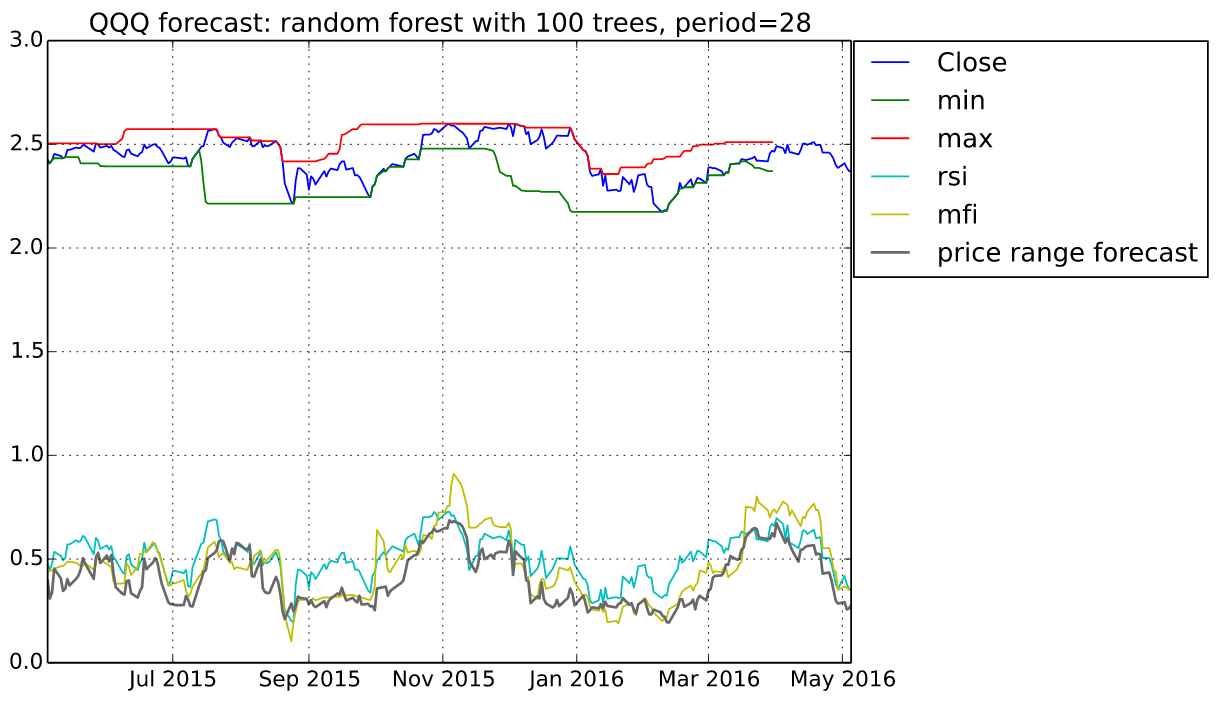 QQQ forecast: random forest with 100 trees, period=28
3.0
2.5
2.0
1.5
1.0
0.5
0.0
Jul 2015 Sep 2015 Nov 2015 Jan 2016 Mar 2016 May 2016
Close
min
max
rsi
mfi
price range forecast